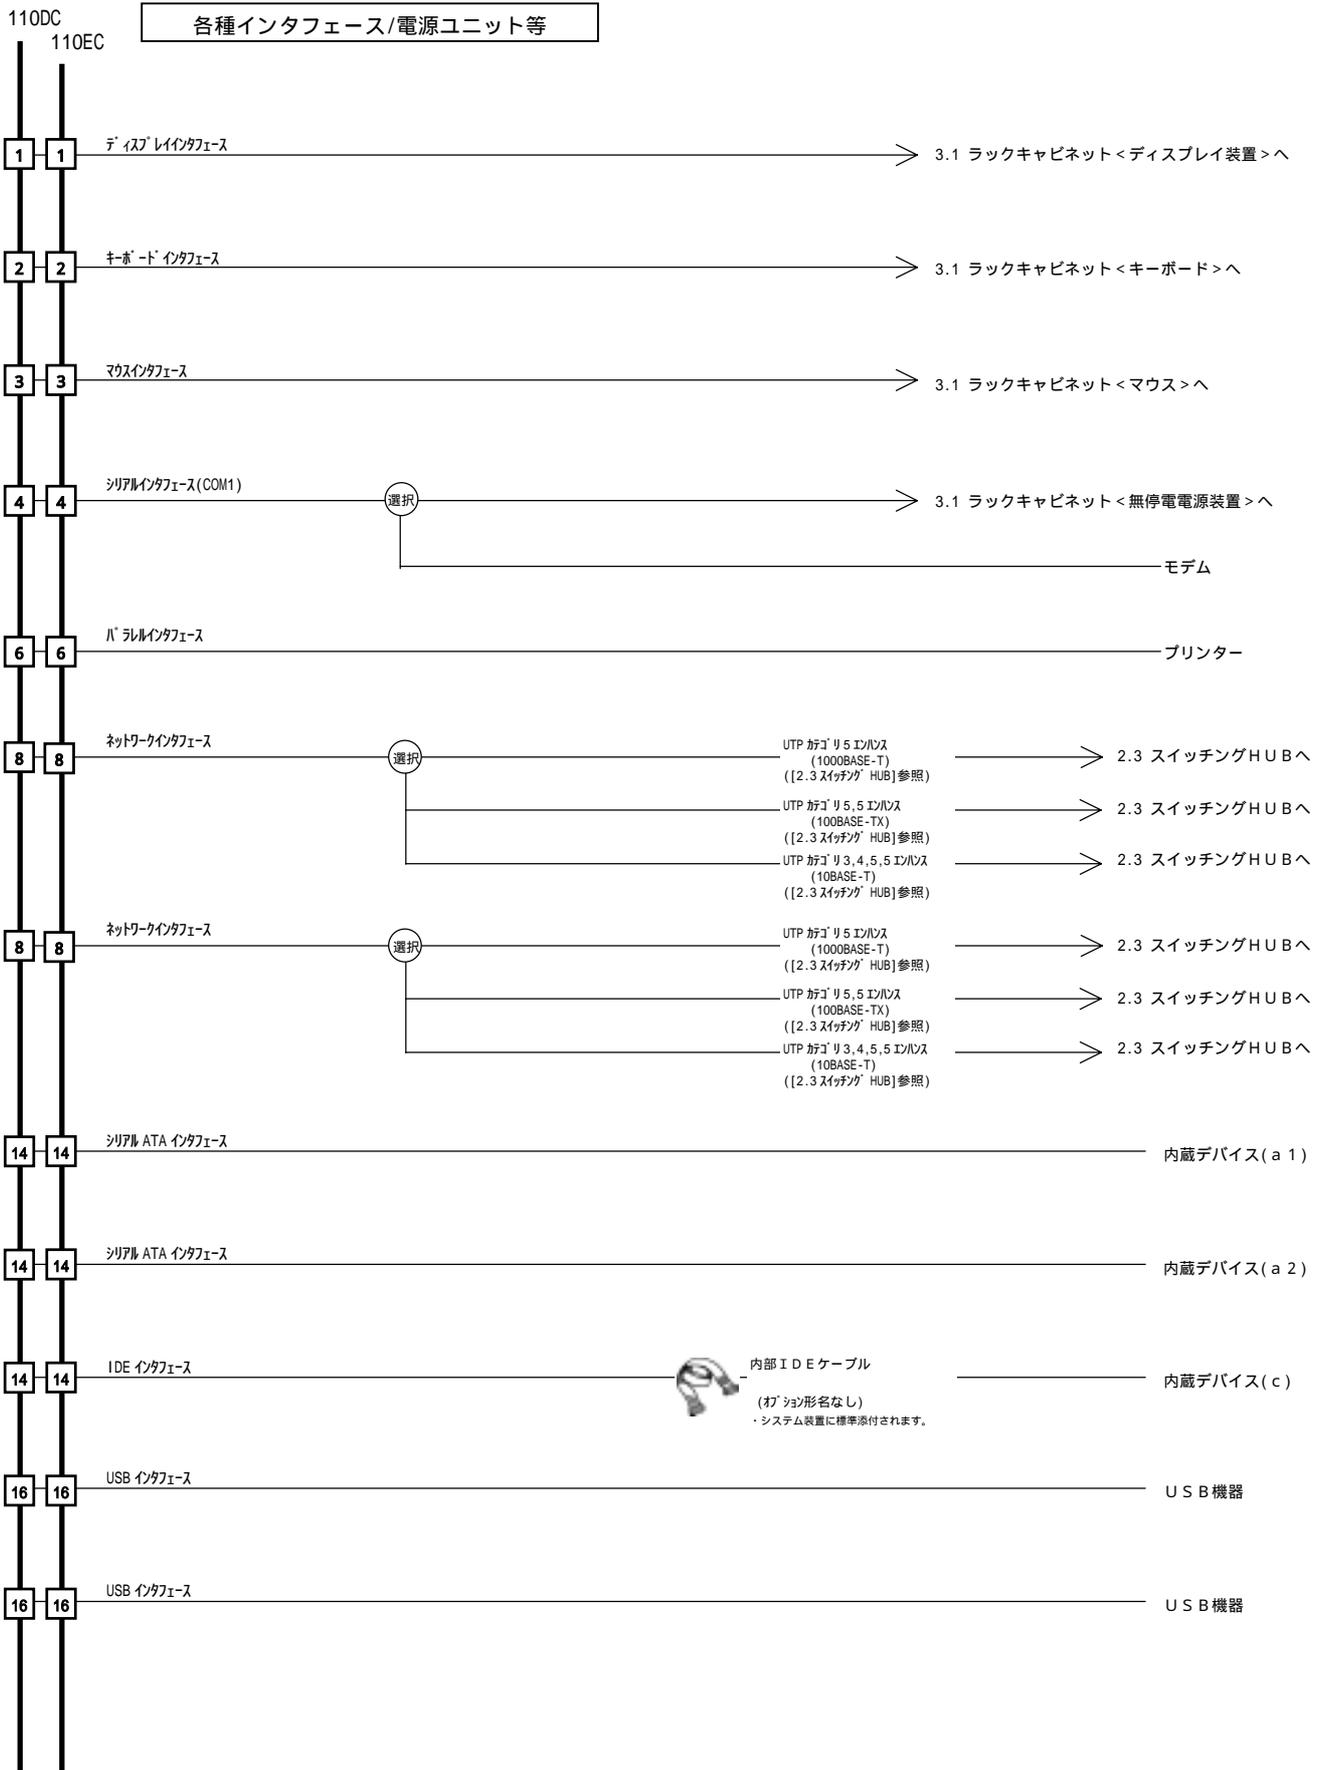 110DC
各種インタフェース/電源ユニット等
110EC
1 1 ﾃﾞｨｽﾌﾟﾚｲｲﾝﾀﾌｪｰｽ 3.1 ラックキャビネット<ディスプレイ装置>へ
2 2 ｷｰﾎﾞｰﾄﾞｲﾝﾀﾌｪｰｽ 3.1 ラックキャビネット<キーボード>へ
3 3 ﾏｳｽｲﾝﾀﾌｪｰｽ 3.1 ラックキャビネット<マウス>へ
4 4 ｼﾘｱﾙｲﾝﾀﾌｪｰｽ(COM1) 選択 3.1 ラックキャビネット<無停電電源装置>へ
モデム
6 6 ﾊﾟﾗﾚﾙｲﾝﾀﾌｪｰｽ プリンター
8 8 ﾈｯﾄﾜｰｸｲﾝﾀﾌｪｰｽ 選択
UTP ｶﾃｺﾞﾘ 5 ｴﾝﾊﾝｽ
(1000BASE-T)
([2.3 ｽｲｯﾁﾝｸﾞ HUB]参照)
2.3 スイッチングＨＵＢへ
UTP ｶﾃｺﾞﾘ 5,5 ｴﾝﾊﾝｽ
(100BASE-TX)
([2.3 ｽｲｯﾁﾝｸﾞ HUB]参照)
2.3 スイッチングＨＵＢへ
UTP ｶﾃｺﾞﾘ 3,4,5,5 ｴﾝﾊﾝｽ
(10BASE-T)
([2.3 ｽｲｯﾁﾝｸﾞ HUB]参照)
2.3 スイッチングＨＵＢへ
8 8 ﾈｯﾄﾜｰｸｲﾝﾀﾌｪｰｽ 選択
UTP ｶﾃｺﾞﾘ 5 ｴﾝﾊﾝｽ
(1000BASE-T)
([2.3 ｽｲｯﾁﾝｸﾞ HUB]参照)
2.3 スイッチングＨＵＢへ
UTP ｶﾃｺﾞﾘ 5,5 ｴﾝﾊﾝｽ
(100BASE-TX)
([2.3 ｽｲｯﾁﾝｸﾞ HUB]参照)
2.3 スイッチングＨＵＢへ
UTP ｶﾃｺﾞﾘ 3,4,5,5 ｴﾝﾊﾝｽ
(10BASE-T)
([2.3 ｽｲｯﾁﾝｸﾞ HUB]参照)
2.3 スイッチングＨＵＢへ
14 14 ｼﾘｱﾙ ATA ｲﾝﾀﾌｪｰｽ 内蔵デバイス(ａ１)
14 14 ｼﾘｱﾙ ATA ｲﾝﾀﾌｪｰｽ 内蔵デバイス(ａ２)
14 14 IDE ｲﾝﾀﾌｪｰｽ 内部ＩＤＥケーブル
(ｵﾌﾟｼｮﾝ形名なし)
・システム装置に標準添付されます。
内蔵デバイス(ｃ)
16 16 USB ｲﾝﾀﾌｪｰｽ ＵＳＢ機器
16 16 USB ｲﾝﾀﾌｪｰｽ ＵＳＢ機器